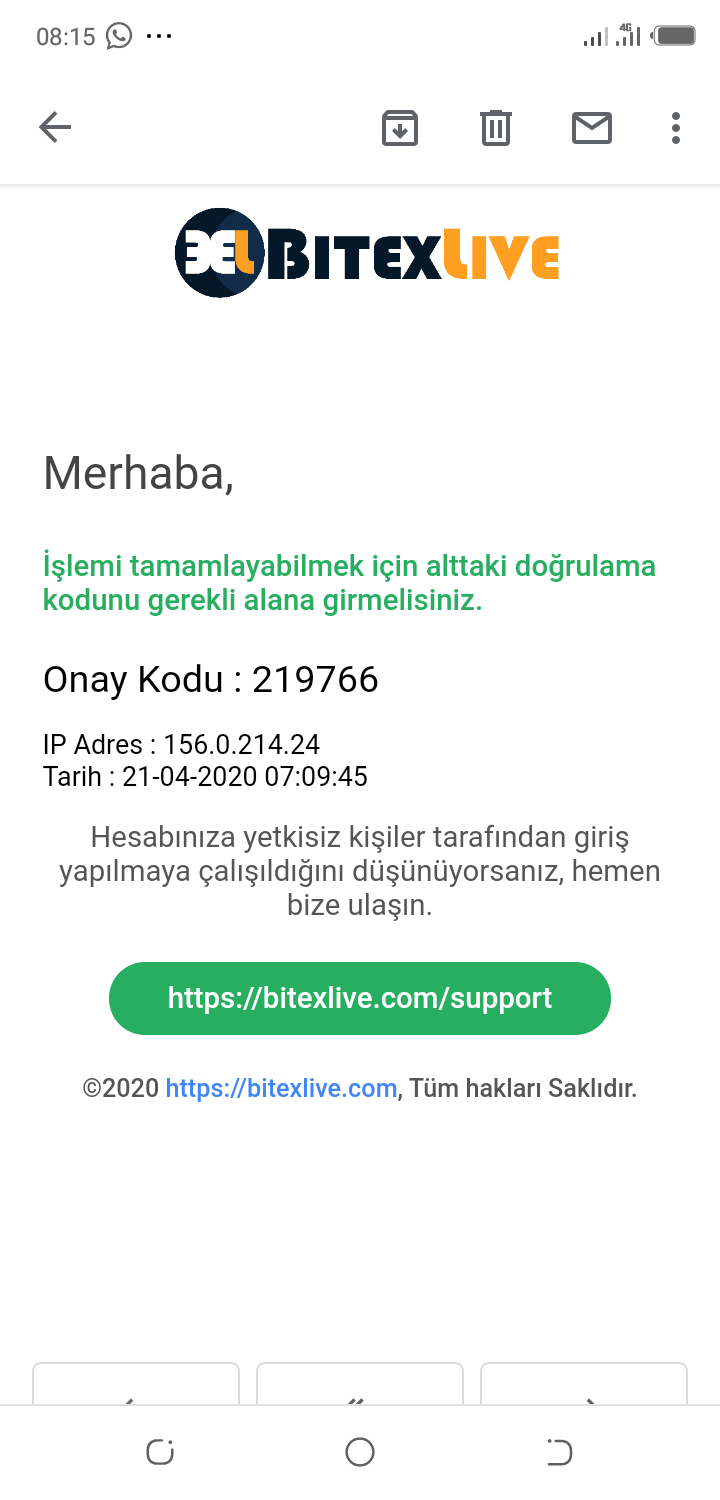 08:15
4G
BEL BITEXLIVE
Merhaba,
İşlemi tamamlayabilmek için alttaki doğrulama
kodunu gerekli alana girmelisiniz.
Onay Kodu : 219766
IP Adres : 156.0.214.24
Tarih : 21-04-2020 07:09:45
Hesabınıza yetkisiz kişiler tarafından giriş
yapılmaya çalışıldığını düşünüyorsanız, hemen
bize ulaşın.
https://bitexlive.com/support
©2020 https://bitexlive.com, Tüm hakları Saklıdır.